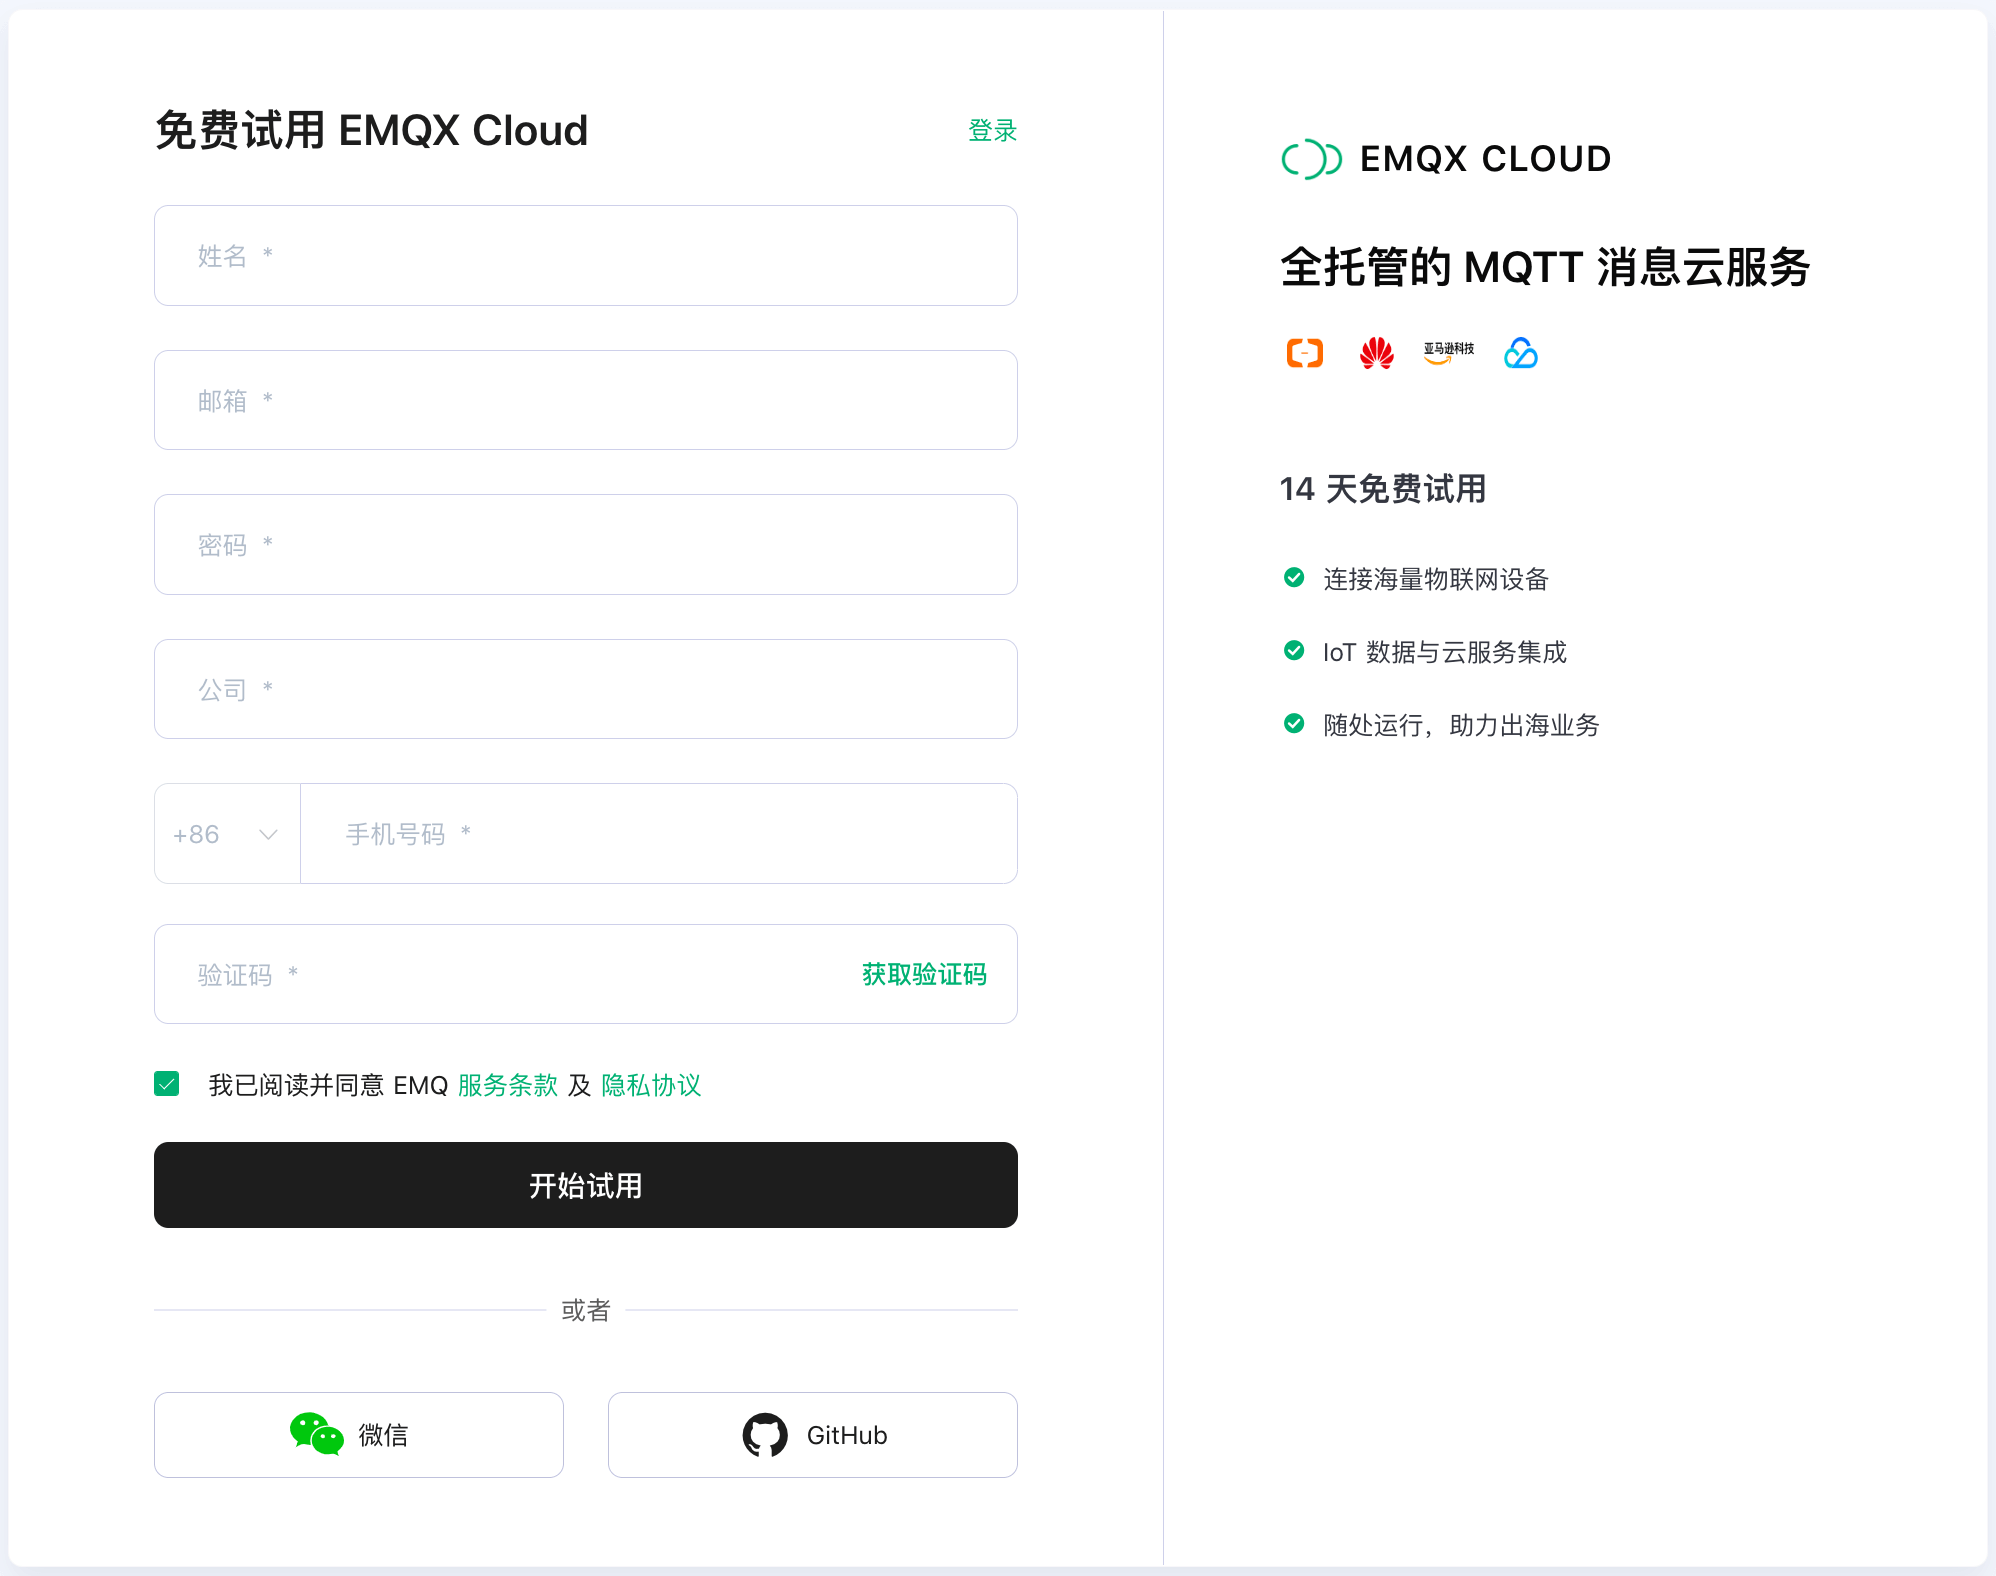 免费试用 EMQX Cloud
登录
姓名 *
邮箱 *
密码 *
公司 *
+86
手机号码 *
验证码 *
获取验证码
我已阅读并同意 EMQ 服务条款 及 隐私协议
开始试用
或者
微信
GitHub
EMQX CLOUD
全托管的 MQTT 消息云服务
亚马逊科技
14 天免费试用
连接海量物联网设备
IoT 数据与云服务集成
随处运行，助力出海业务